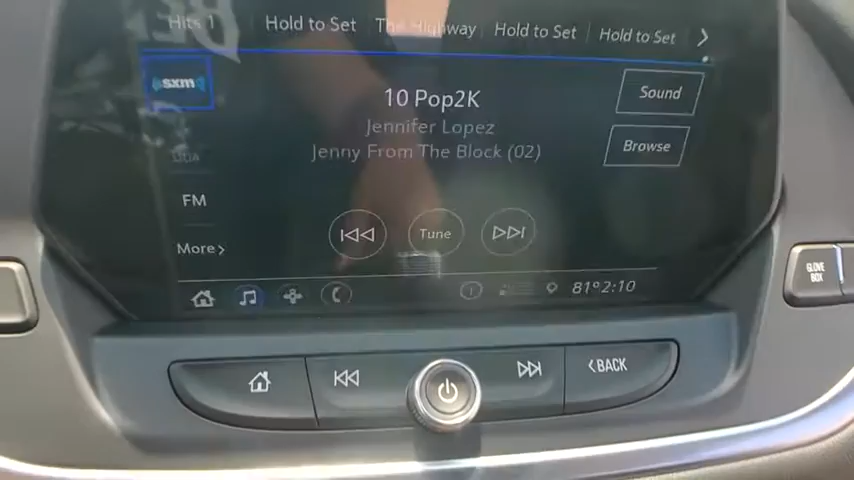 Hits 1 Hold to Set The Highway Hold to Set Hold to Set
sxm
10 Pop2K
Sound
Jennifer Lopez
Jenny From The Block (02)
Browse
FM
Tune
More
81° 2:10
GLOVE
BOX
BACK